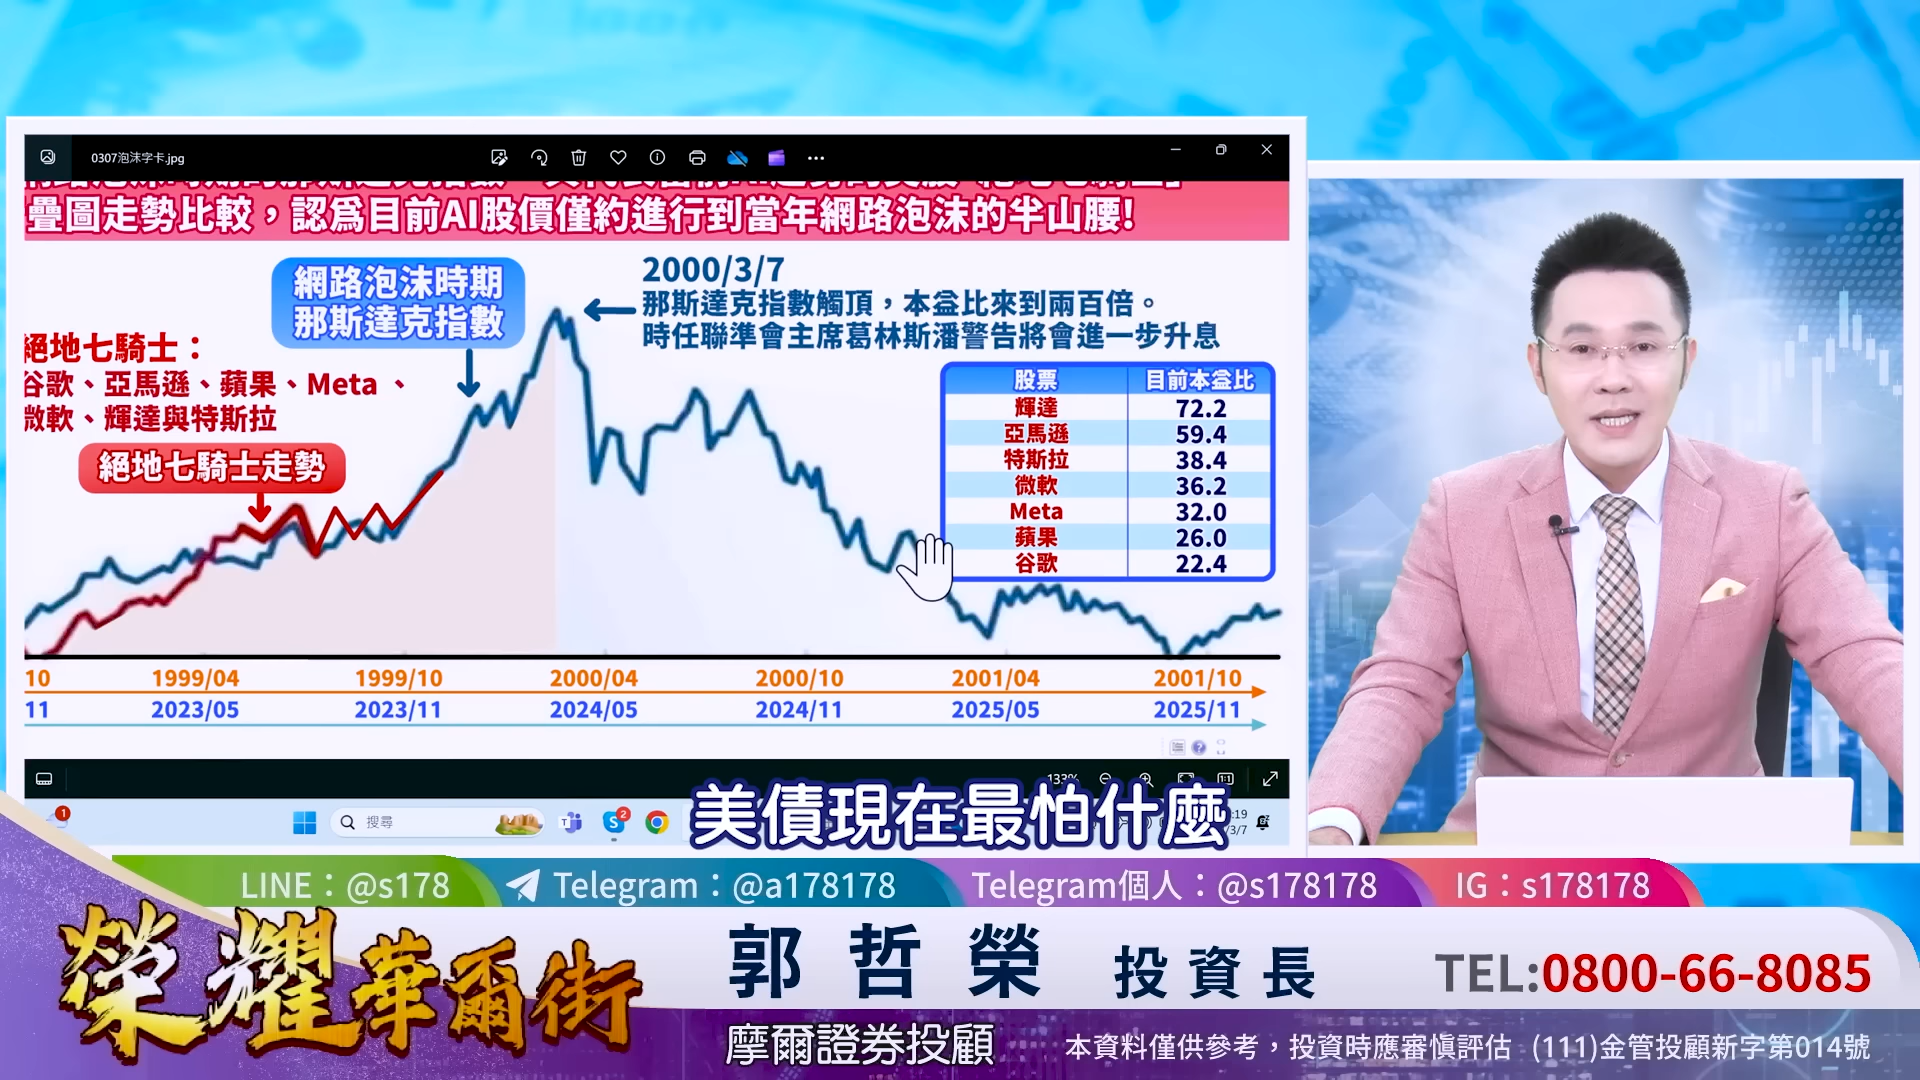 0307泡沫字卡.jpg
疊圖走勢比較，認為目前AI股價僅約進行到當年網路泡沫的半山腰!
網路泡沫時期
那斯達克指數
2000/3/7
那斯達克指數觸頂，本益比來到兩百倍。
時任聯準會主席葛林斯潘警告將會進一步升息
絕地七騎士：
谷歌、亞馬遜、蘋果、Meta、
微軟、輝達與特斯拉
絕地七騎士走勢
股票 目前本益比
輝達 72.2
亞馬遜 59.4
特斯拉 38.4
微軟 36.2
Meta 32.0
蘋果 26.0
谷歌 22.4
10 1999/04 1999/10 2000/04 2000/10 2001/04 2001/10
11 2023/05 2023/11 2024/05 2024/11 2025/05 2025/11
133%
搜尋
美債現在最怕什麼
LINE：@s178 Telegram：@a178178 Telegram個人：@s178178 IG：s178178
榮耀華爾街
郭哲榮 投資長 TEL:0800-66-8085
摩爾證券投顧 本資料僅供參考，投資時應審慎評估 (111)金管投顧新字第014號